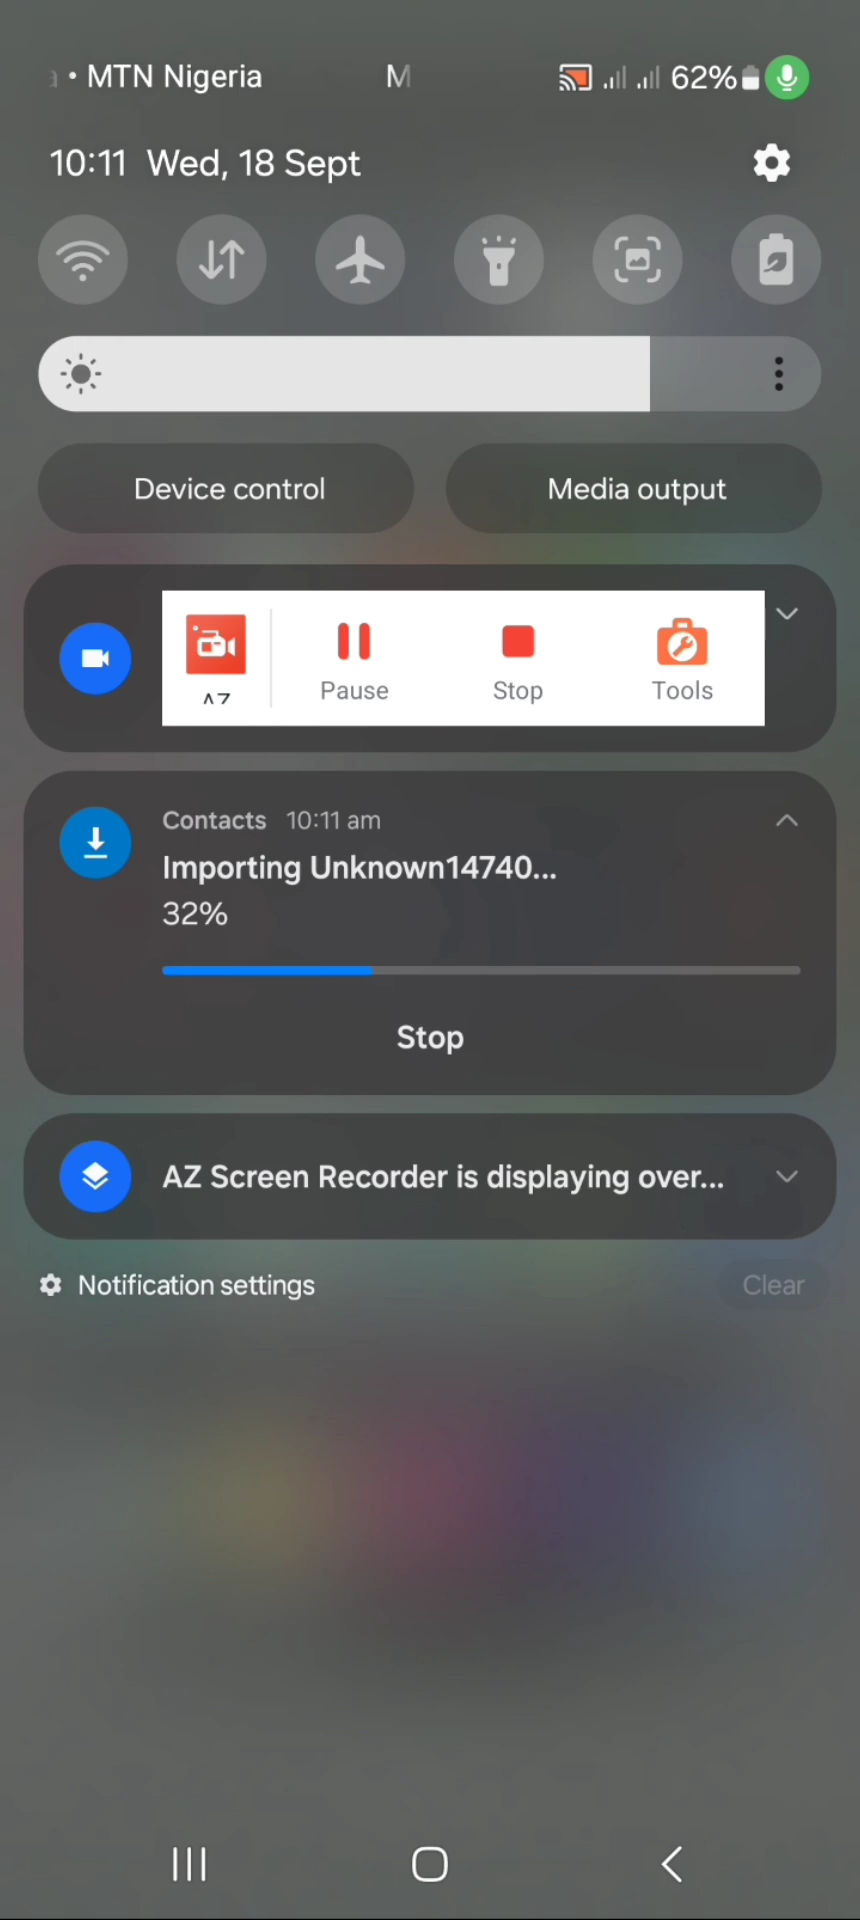 • MTN Nigeria M 62%
10:11 Wed, 18 Sept
Device control Media output
Pause Stop Tools
Contacts 10:11 am
Importing Unknown14740...
32%
Stop
AZ Screen Recorder is displaying over...
Notification settings Clear